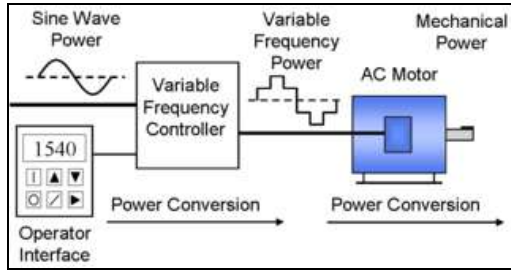 Sine Wave
Power
Variable
Frequency
Power
Mechanical
Power
AC Motor
Variable
Frequency
Controller
1540
Operator
Interface
Power Conversion
Power Conversion